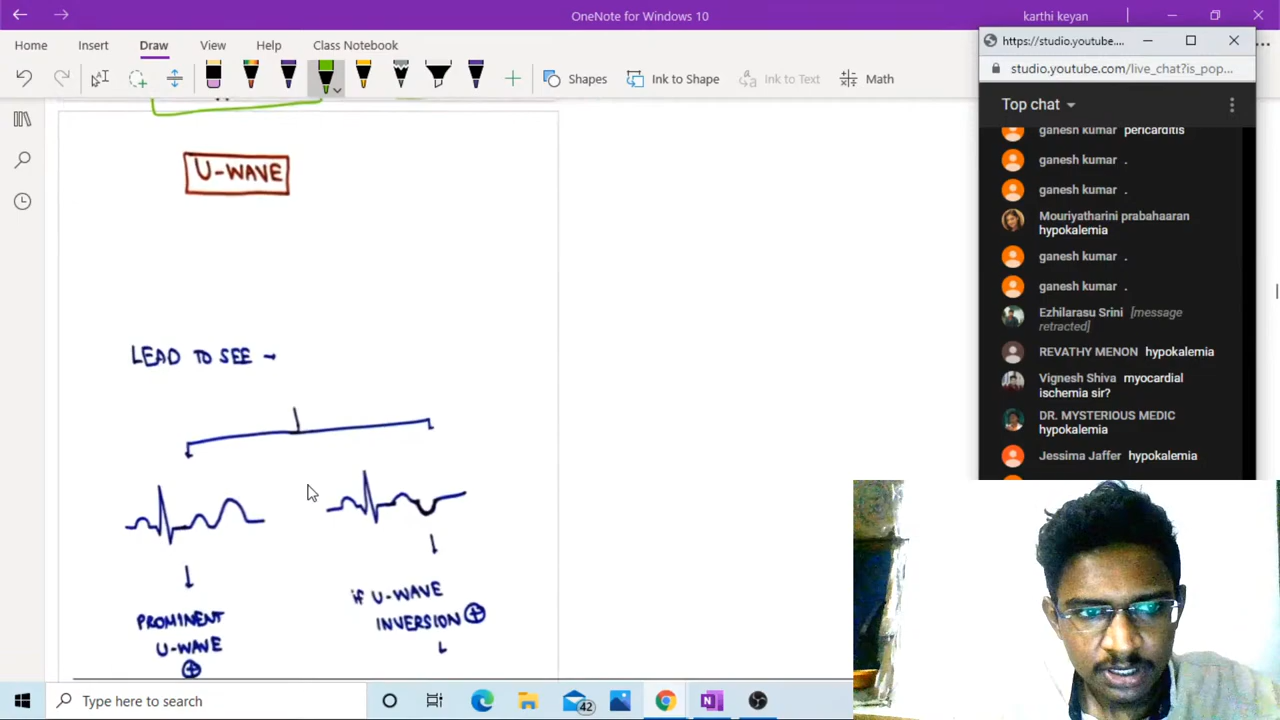 OneNote for Windows 10
karthi keyan
Home
Insert
Draw
View
Help
Class Notebook
Shapes
Ink to Shape
Ink to Text
Math
https://studio.youtube....
studio.youtube.com/live_chat?is_pop...
Top chat
ganesh kumar pericarditis
ganesh kumar .
ganesh kumar .
Mouriyatharini prabahaaran
hypokalemia
ganesh kumar .
ganesh kumar .
Ezhilarasu Srini [message
retracted]
REVATHY MENON hypokalemia
Vignesh Shiva myocardial
ischemia sir?
DR. MYSTERIOUS MEDIC
hypokalemia
Jessima Jaffer hypokalemia
U-WAVE
LEAD TO SEE →
PROMINENT
U-WAVE
+
if U-WAVE
INVERSION +
Type here to search
42